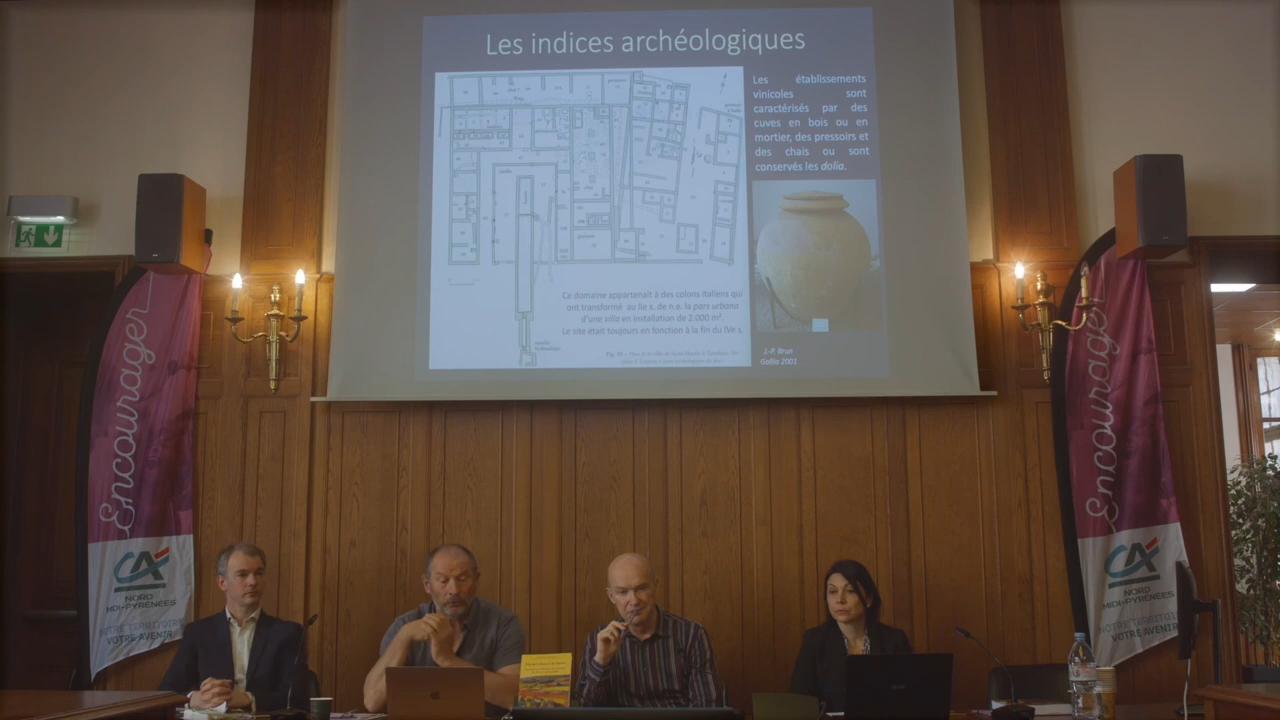 Les indices archéologiques
Les établissements
vinicoles sont
caractérisés par des
cuves en bois ou en
mortier, des pressoirs et
des chais ou sont
conservés les dolia.
Ce domaine appartenait à des colons italiens qui
ont transformé au IIe s. de n.e. la pars urbana
d'une villa en installation de 2.000 m².
Le site était toujours en fonction à la fin du IVe s.
J.-P. Brun
Gallia 2001
Encourager
CA
NORD
MIDI-PYRÉNÉES
NOTRE TERRITOIRE
VOTRE AVENIR
Encourager
CA
NORD
MIDI-PYRÉNÉES
NOTRE TERRITOIRE
VOTRE AVENIR